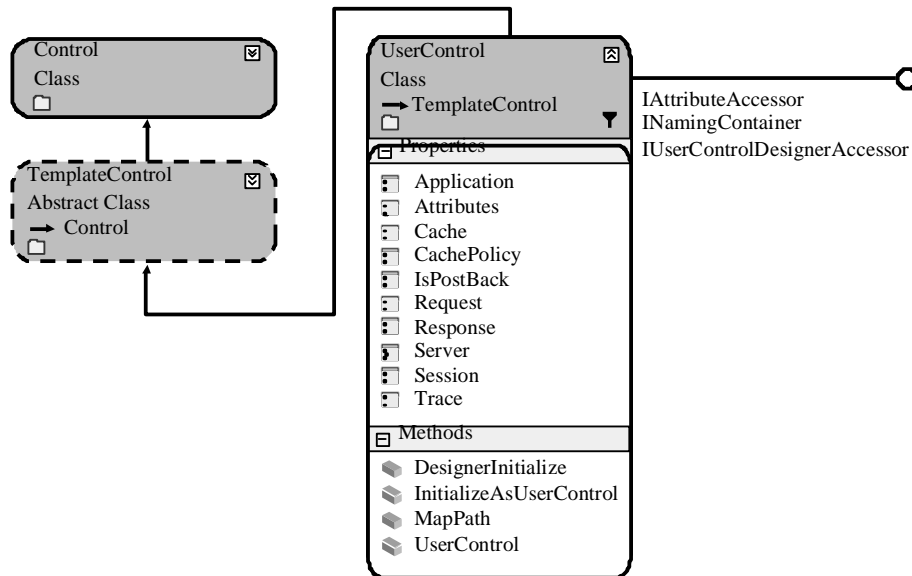 Control
Class
TemplateControl
Abstract Class
Control
UserControl
Class
TemplateControl
Properties
Application
Attributes
Cache
CachePolicy
IsPostBack
Request
Response
Server
Session
Trace
Methods
DesignerInitialize
InitializeAsUserControl
MapPath
UserControl
IAttributeAccessor
INamingContainer
IUserControlDesignerAccessor